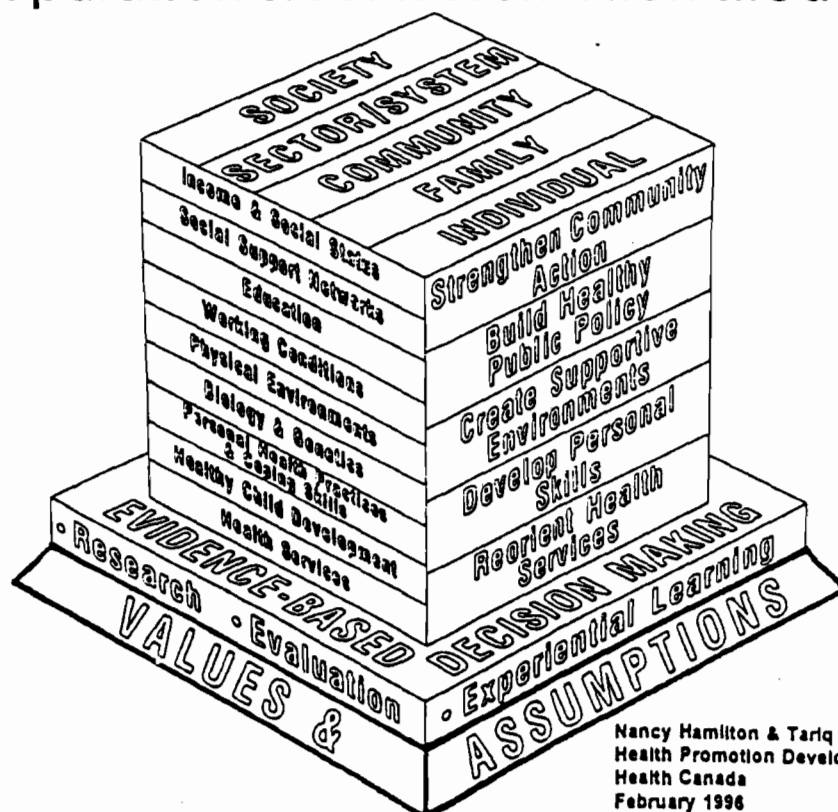 SOCIETY
SECTOR/SYSTEM
COMMUNITY
FAMILY
INDIVIDUAL
Income & Social Status
Social Support Networks
Education
Working Conditions
Physical Environments
Biology & Genetics
Personal Health Practices
& Coping Skills
Healthy Child Development
Health Services
Strengthen Community
Action
Build Healthy
Public Policy
Create Supportive
Environments
Develop Personal
Skills
Reorient Health
Services
EVIDENCE-BASED
DECISION MAKING
• Research • Evaluation
• Experiential Learning
VALUES &
ASSUMPTIONS
Nancy Hamilton & Tariq
Health Promotion Develo
Health Canada
February 1996